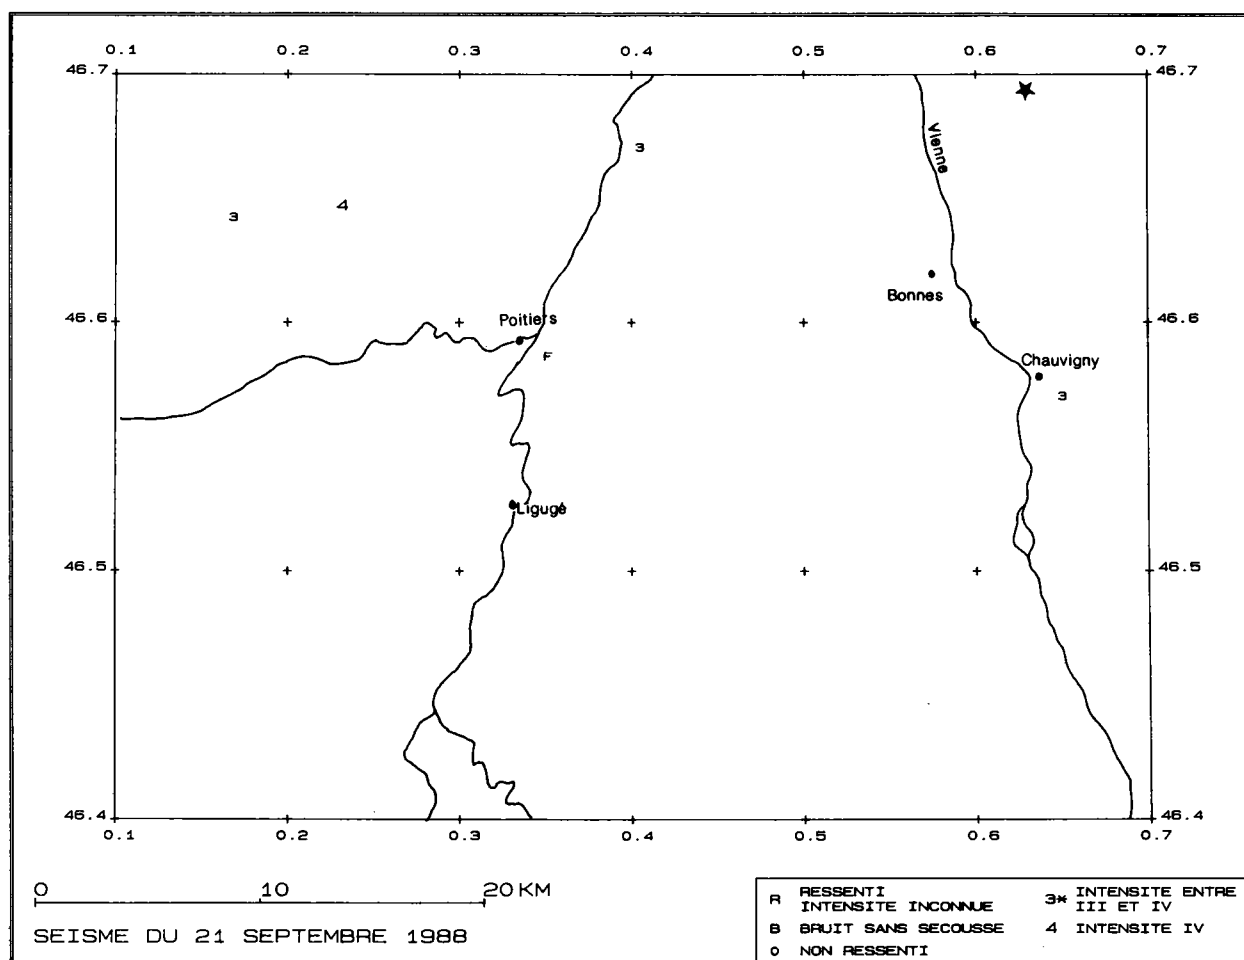 0.1 0.2 0.3 0.4 0.5 0.6 0.7
46.7 46.7
Vienne
3
3 4
Bonnes
46.6 46.6
Poitiers
F
Chauvigny
3
Ligugé
46.5 46.5
46.4 46.4
0.1 0.2 0.3 0.4 0.5 0.6 0.7
0 10 20 KM
SEISME DU 21 SEPTEMBRE 1988
R RESSENTI
INTENSITE INCONNUE
B BRUIT SANS SECOUSSE
o NON RESSENTI
3* INTENSITE ENTRE
III ET IV
4 INTENSITE IV